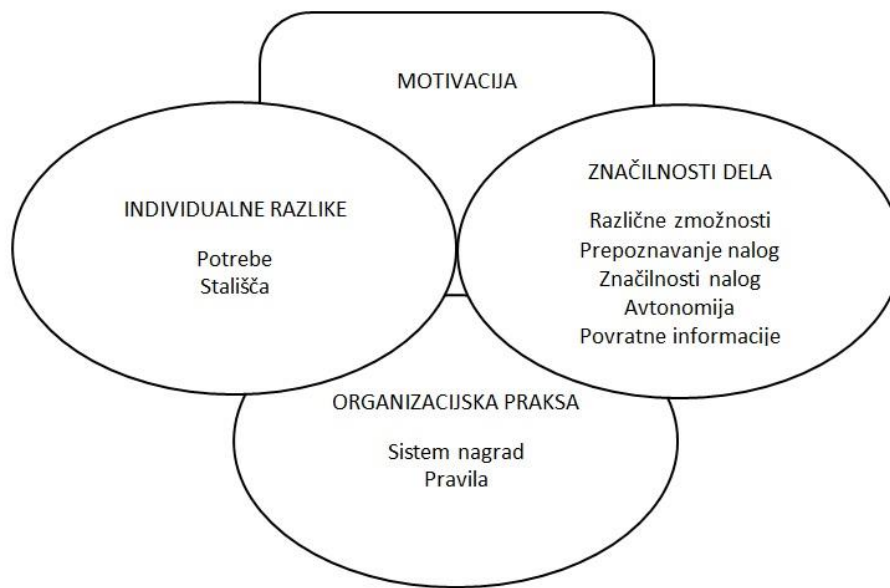 MOTIVACIJA
INDIVIDUALNE RAZLIKE
Potrebe
Stališča
ZNAČILNOSTI DELA
Različne zmožnosti
Prepoznavanje nalog
Značilnosti nalog
Avtonomija
Povratne informacije
ORGANIZACIJSKA PRAKSA
Sistem nagrad
Pravila